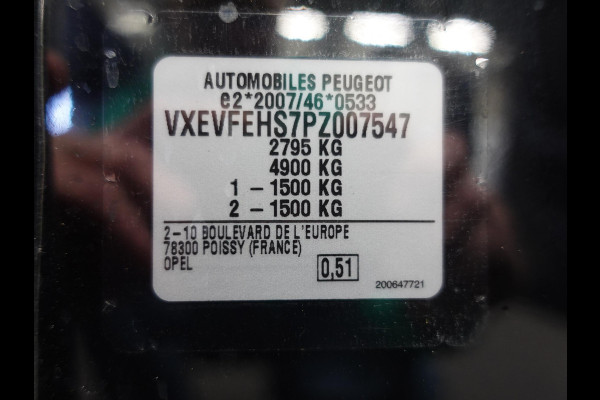 AUTOMOBILES PEUGEOT
e2*2007/46*0533
VXEVFEHS7PZ007547
2795 KG
4900 KG
1 – 1500 KG
2 – 1500 KG
2–10 BOULEVARD DE L'EUROPE
78300 POISSY (FRANCE)
OPEL
0,51
200647721